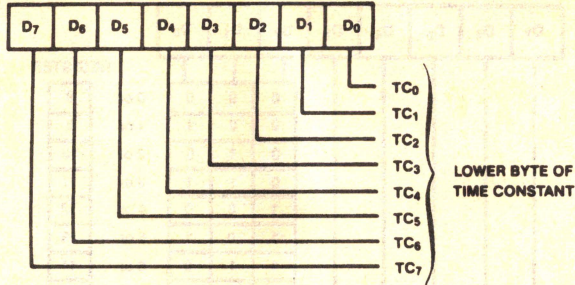 D7 D6 D5 D4 D3 D2 D1 D0
TC0
TC1
TC2
TC3
TC4
TC5
TC6
TC7
LOWER BYTE OF
TIME CONSTANT